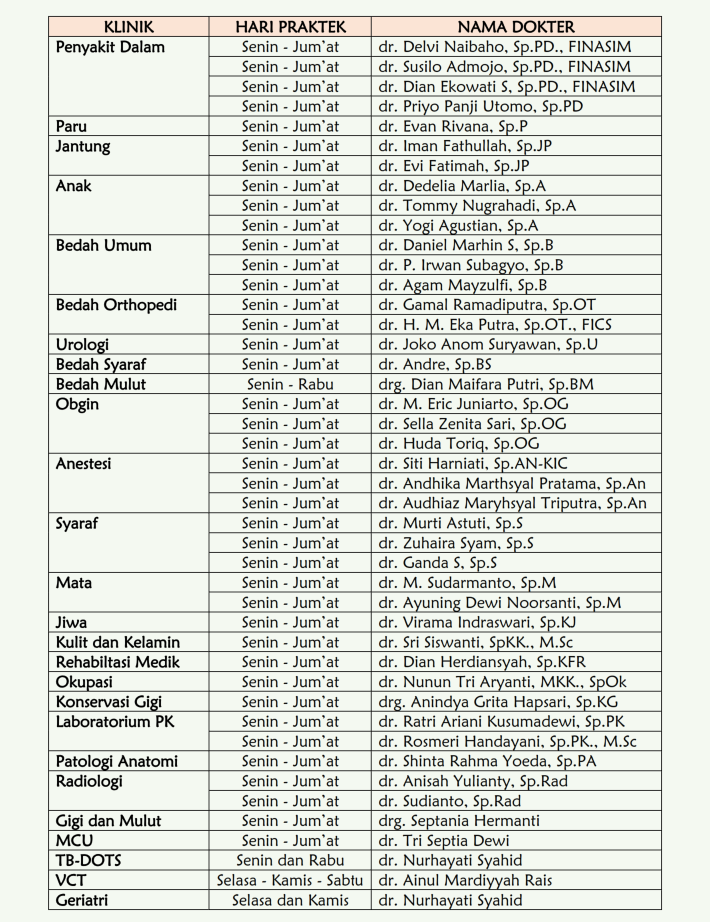 KLINIK HARI PRAKTEK NAMA DOKTER
Penyakit Dalam Senin - Jum'at dr. Delvi Naibaho, Sp.PD., FINASIM
Senin - Jum'at dr. Susilo Admojo, Sp.PD., FINASIM
Senin - Jum'at dr. Dian Ekowati S, Sp.PD., FINASIM
Senin - Jum'at dr. Priyo Panji Utomo, Sp.PD
Paru Senin - Jum'at dr. Evan Rivana, Sp.P
Jantung Senin - Jum'at dr. Iman Fathullah, Sp.JP
Senin - Jum'at dr. Evi Fatimah, Sp.JP
Anak Senin - Jum'at dr. Dedelia Marlia, Sp.A
Senin - Jum'at dr. Tommy Nugrahadi, Sp.A
Senin - Jum'at dr. Yogi Agustian, Sp.A
Bedah Umum Senin - Jum'at dr. Daniel Marhin S, Sp.B
Senin - Jum'at dr. P. Irwan Subagyo, Sp.B
Senin - Jum'at dr. Agam Mayzulfi, Sp.B
Bedah Orthopedi Senin - Jum'at dr. Gamal Ramadiputra, Sp.OT
Senin - Jum'at dr. H. M. Eka Putra, Sp.OT., FICS
Urologi Senin - Jum'at dr. Joko Anom Suryawan, Sp.U
Bedah Syaraf Senin - Jum'at dr. Andre, Sp.BS
Bedah Mulut Senin - Rabu drg. Dian Maifara Putri, Sp.BM
Obgin Senin - Jum'at dr. M. Eric Juniarto, Sp.OG
Senin - Jum'at dr. Sella Zenita Sari, Sp.OG
Senin - Jum'at dr. Huda Toriq, Sp.OG
Anestesi Senin - Jum'at dr. Siti Harniati, Sp.AN-KIC
Senin - Jum'at dr. Andhika Marthsyal Pratama, Sp.An
Senin - Jum'at dr. Audhiaz Maryhsyal Triputra, Sp.An
Syaraf Senin - Jum'at dr. Murti Astuti, Sp.S
Senin - Jum'at dr. Zuhaira Syam, Sp.S
Senin - Jum'at dr. Ganda S, Sp.S
Mata Senin - Jum'at dr. M. Sudarmanto, Sp.M
Senin - Jum'at dr. Ayuning Dewi Noorsanti, Sp.M
Jiwa Senin - Jum'at dr. Virama Indraswari, Sp.KJ
Kulit dan Kelamin Senin - Jum'at dr. Sri Siswanti, SpKK., M.Sc
Rehabiltasi Medik Senin - Jum'at dr. Dian Herdiansyah, Sp.KFR
Okupasi Senin - Jum'at dr. Nunun Tri Aryanti, MKK., SpOk
Konservasi Gigi Senin - Jum'at drg. Anindya Grita Hapsari, Sp.KG
Laboratorium PK Senin - Jum'at dr. Ratri Ariani Kusumadewi, Sp.PK
Senin - Jum'at dr. Rosmeri Handayani, Sp.PK., M.Sc
Patologi Anatomi Senin - Jum'at dr. Shinta Rahma Yoeda, Sp.PA
Radiologi Senin - Jum'at dr. Anisah Yulianty, Sp.Rad
Senin - Jum'at dr. Sudianto, Sp.Rad
Gigi dan Mulut Senin - Jum'at drg. Septania Hermanti
MCU Senin - Jum'at dr. Tri Septia Dewi
TB-DOTS Senin dan Rabu dr. Nurhayati Syahid
VCT Selasa - Kamis - Sabtu dr. Ainul Mardiyyah Rais
Geriatri Selasa dan Kamis dr. Nurhayati Syahid